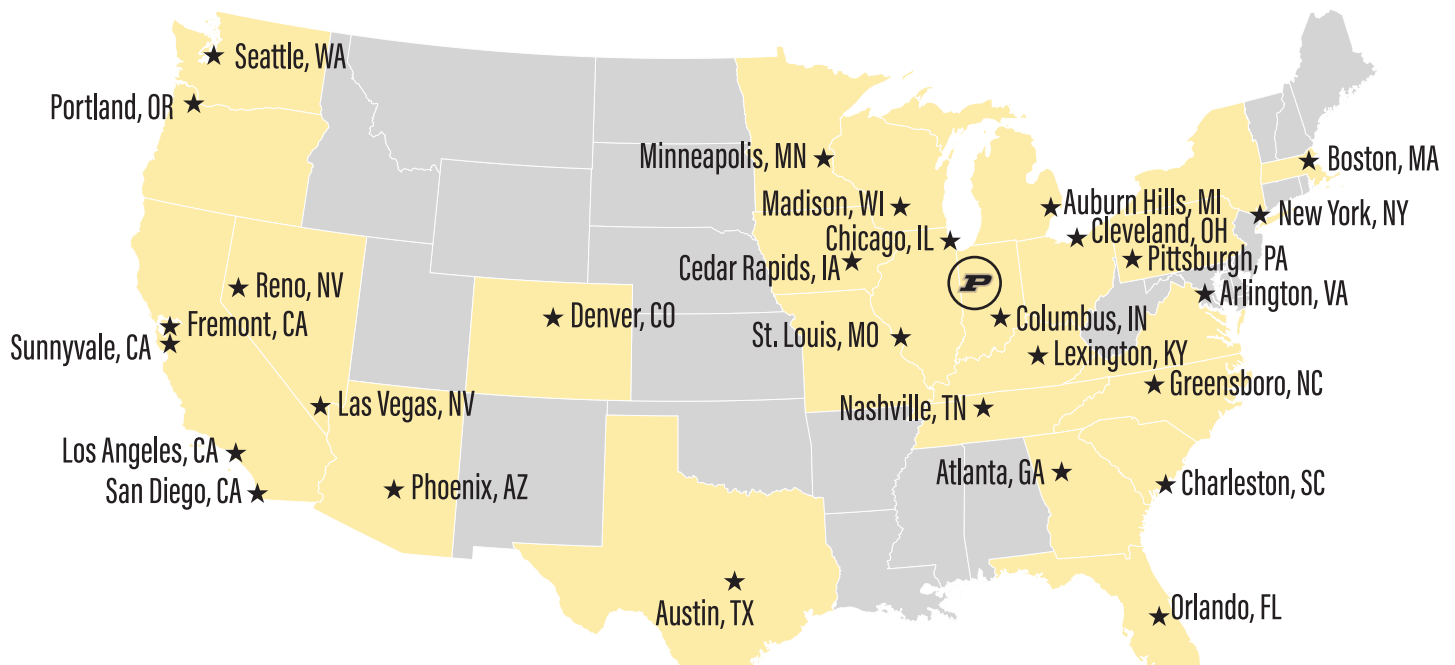 Seattle, WA
Portland, OR
Minneapolis, MN
Boston, MA
Madison, WI
Auburn Hills, MI
New York, NY
Chicago, IL
Cleveland, OH
Cedar Rapids, IA
Pittsburgh, PA
P
Reno, NV
Arlington, VA
Fremont, CA
Denver, CO
Columbus, IN
Sunnyvale, CA
St. Louis, MO
Lexington, KY
Greensboro, NC
Las Vegas, NV
Nashville, TN
Los Angeles, CA
Atlanta, GA
San Diego, CA
Phoenix, AZ
Charleston, SC
Austin, TX
Orlando, FL